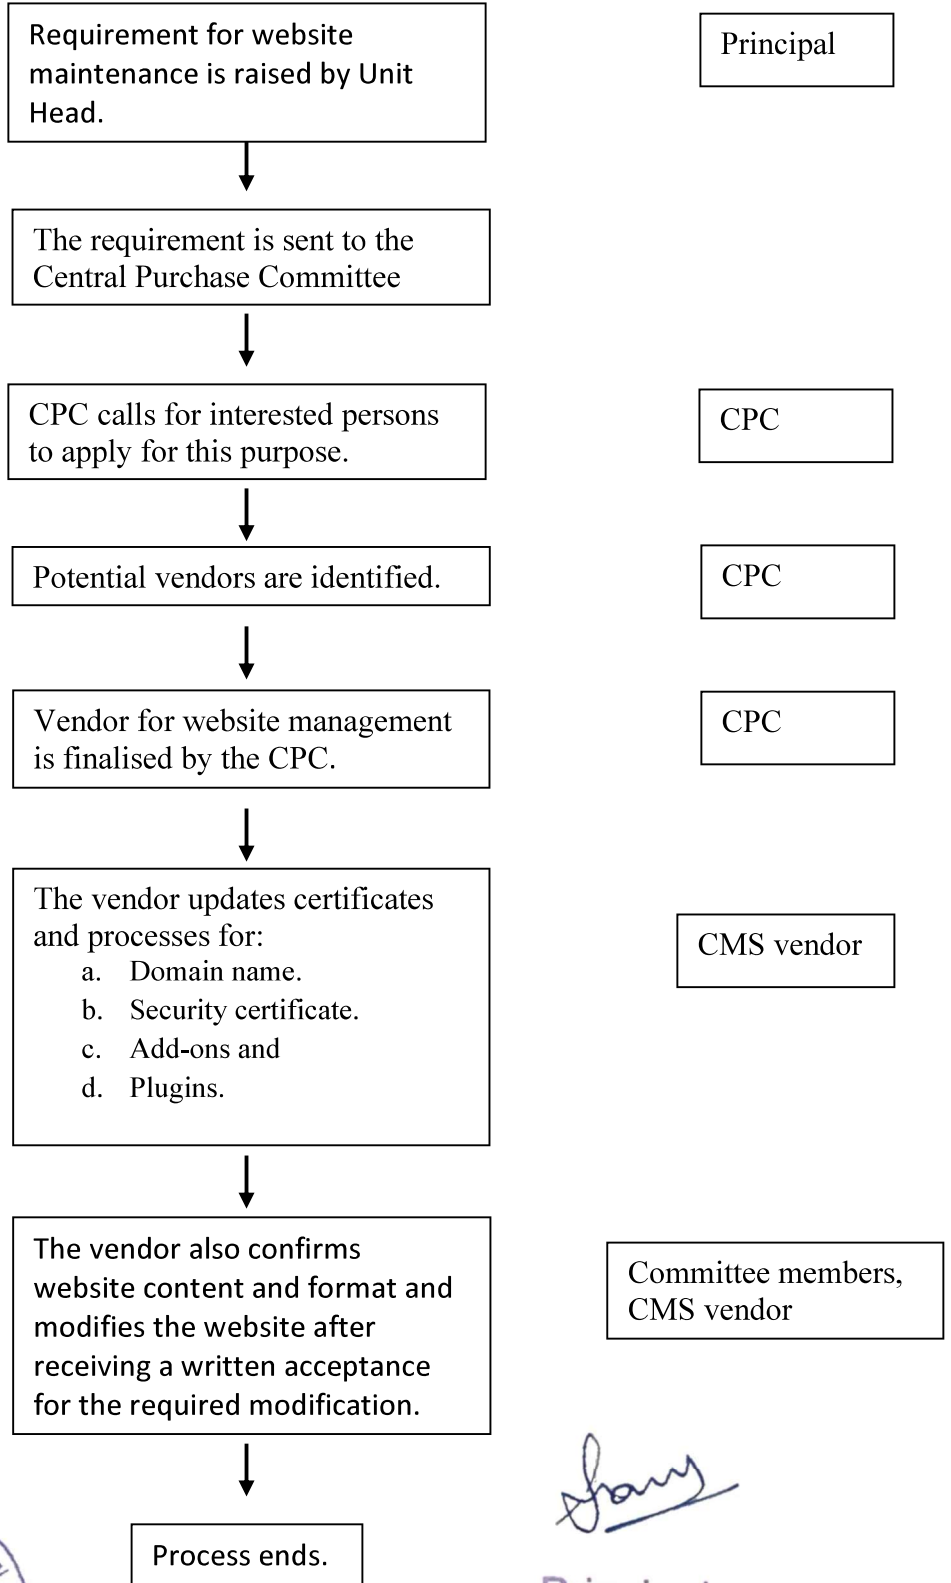 Requirement for website
maintenance is raised by Unit
Head.
Principal
The requirement is sent to the
Central Purchase Committee
CPC calls for interested persons
to apply for this purpose.
CPC
Potential vendors are identified.
CPC
Vendor for website management
is finalised by the CPC.
CPC
The vendor updates certificates
and processes for:
a. Domain name.
b. Security certificate.
c. Add-ons and
d. Plugins.
CMS vendor
The vendor also confirms
website content and format and
modifies the website after
receiving a written acceptance
for the required modification.
Committee members,
CMS vendor
Process ends.